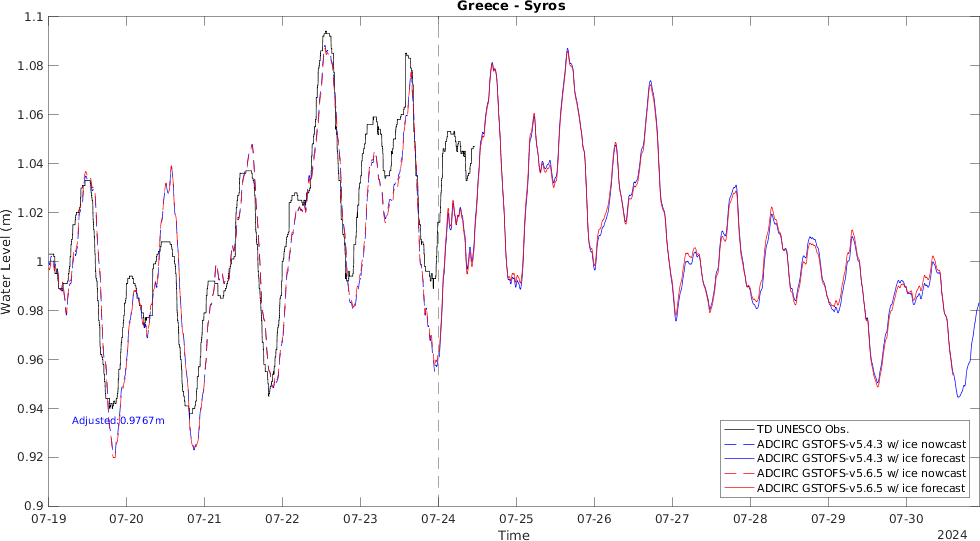 Greece - Syros
1.1
1.08
1.06
1.04
1.02
1
0.98
0.96
0.94
0.92
0.9
Water Level (m)
Adjusted:0.9767m
TD UNESCO Obs.
ADCIRC GSTOFS-v5.4.3 w/ ice nowcast
ADCIRC GSTOFS-v5.4.3 w/ ice forecast
ADCIRC GSTOFS-v5.6.5 w/ ice nowcast
ADCIRC GSTOFS-v5.6.5 w/ ice forecast
07-19 07-20 07-21 07-22 07-23 07-24 07-25 07-26 07-27 07-28 07-29 07-30
Time
2024